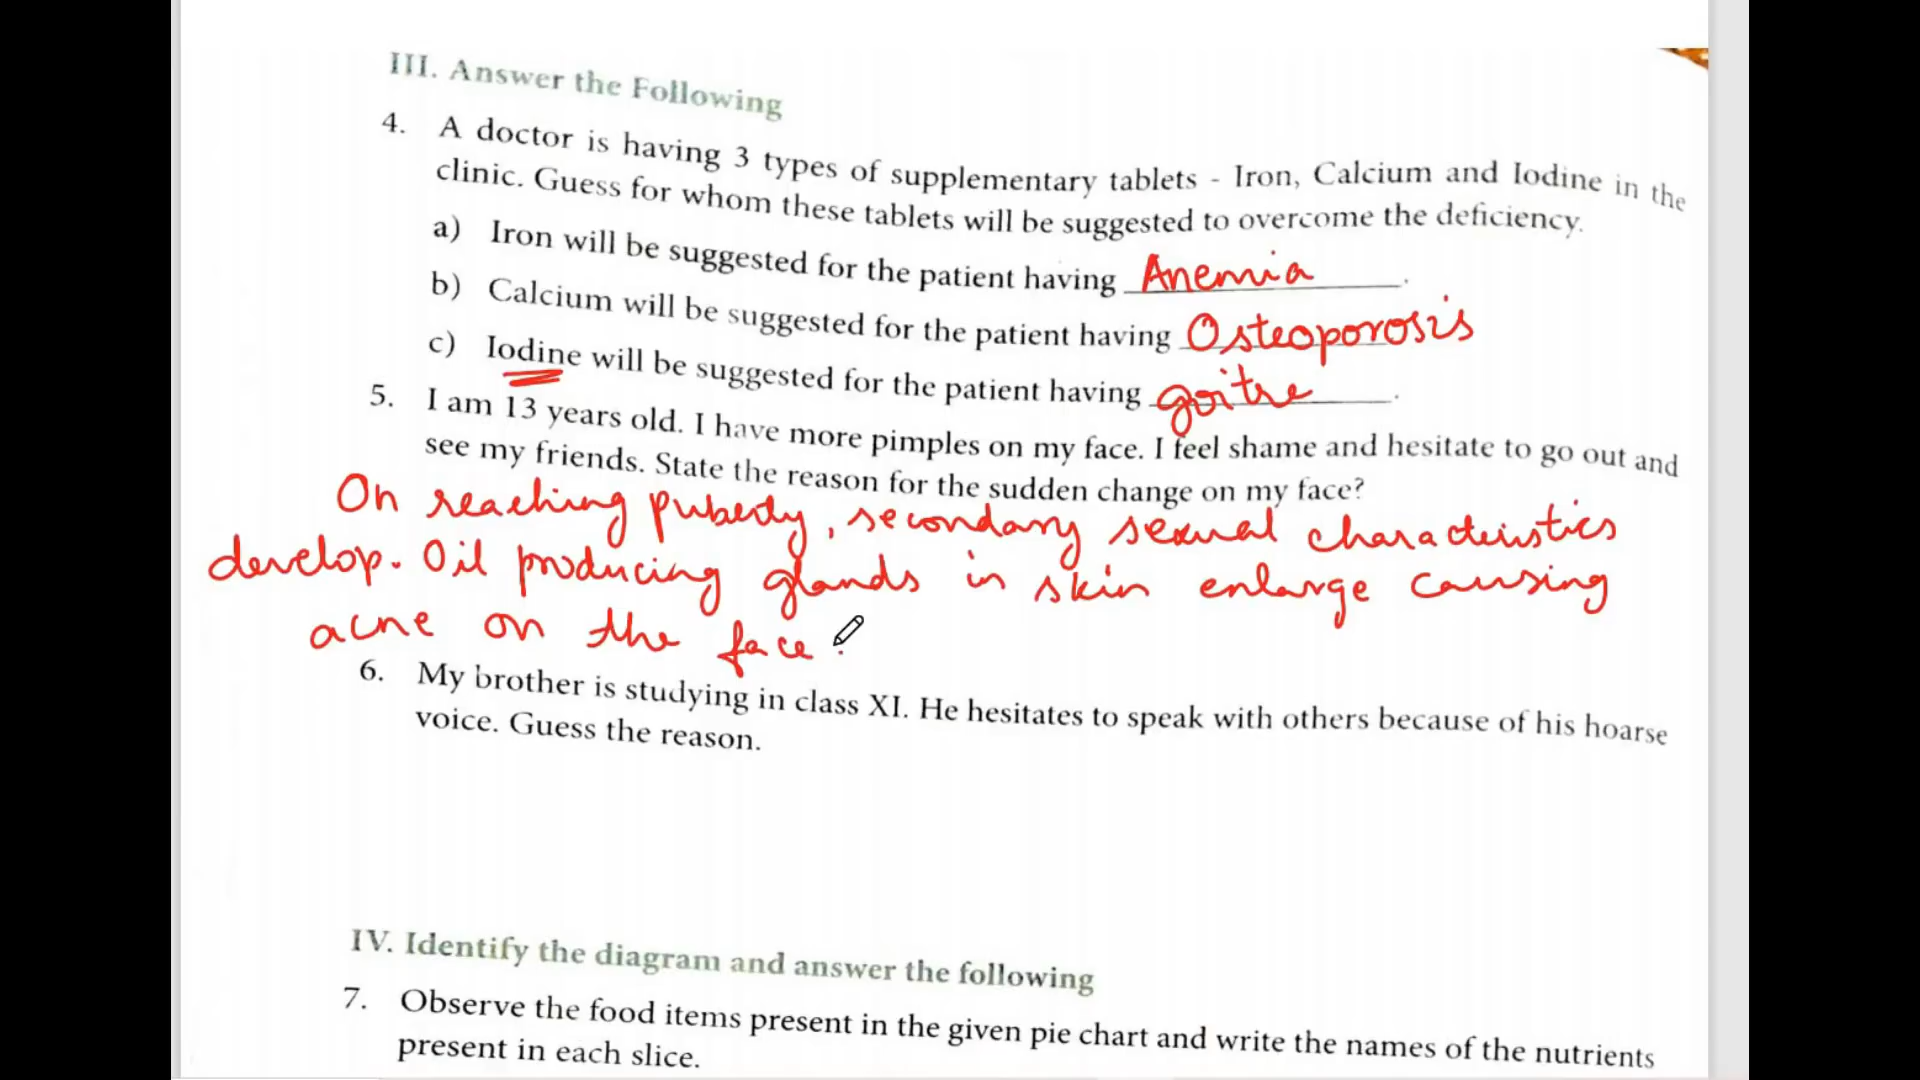 III. Answer the Following
4. A doctor is having 3 types of supplementary tablets - Iron, Calcium and Iodine in the
clinic. Guess for whom these tablets will be suggested to overcome the deficiency.
a) Iron will be suggested for the patient having Anemia.
b) Calcium will be suggested for the patient having Osteoporosis
c) Iodine will be suggested for the patient having goitre.
5. I am 13 years old. I have more pimples on my face. I feel shame and hesitate to go out and
see my friends. State the reason for the sudden change on my face?
On reaching puberty, secondary sexual characteristics
develop. Oil producing glands in skin enlarge causing
acne on the face.
6. My brother is studying in class XI. He hesitates to speak with others because of his hoarse
voice. Guess the reason.
IV. Identify the diagram and answer the following
7. Observe the food items present in the given pie chart and write the names of the nutrients
present in each slice.